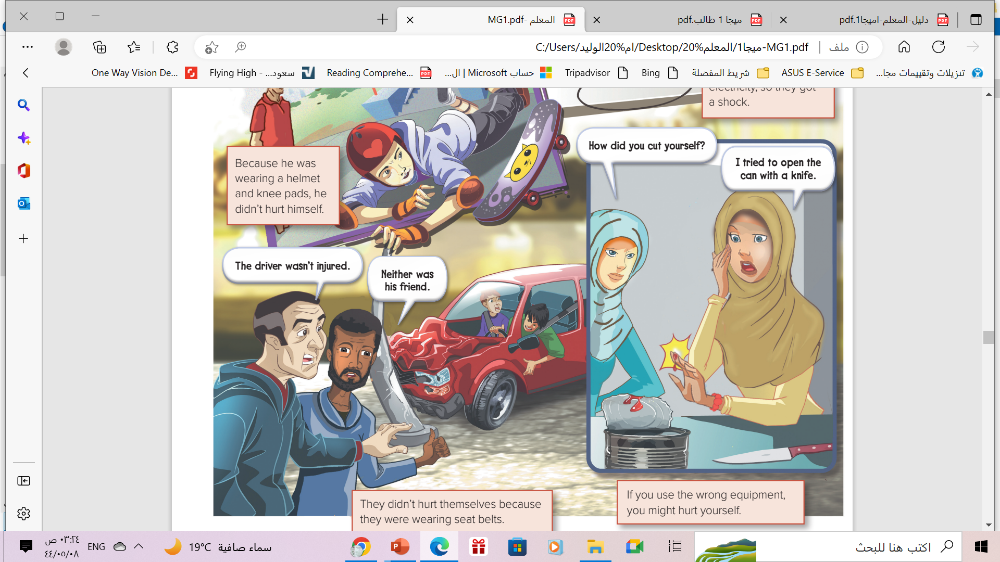 MG1.pdf- المعلم
ميجا 1 طالب.pdf
دليل-المعلم-اميجا1.pdf
C:/Users/ام%20الوليد/Desktop/20%المعلم/ميجا1-MG1.pdf
ملف
One Way Vision De...
Flying High - سعود...
Reading Comprehe...
حساب Microsoft | ال...
Tripadvisor
Bing
شريط المفضلة
ASUS E-Service
تنزيلات وتقييمات مجا...
electricity, so they got
a shock.
Because he was
wearing a helmet
and knee pads, he
didn't hurt himself.
How did you cut yourself?
I tried to open the
can with a knife.
The driver wasn't injured.
Neither was
his friend.
They didn't hurt themselves because
they were wearing seat belts.
If you use the wrong equipment,
you might hurt yourself.
٠٣:٢٤ ص
٤٤/٠٥/٠٨
ENG
19°C سماء صافية
اكتب هنا للبحث